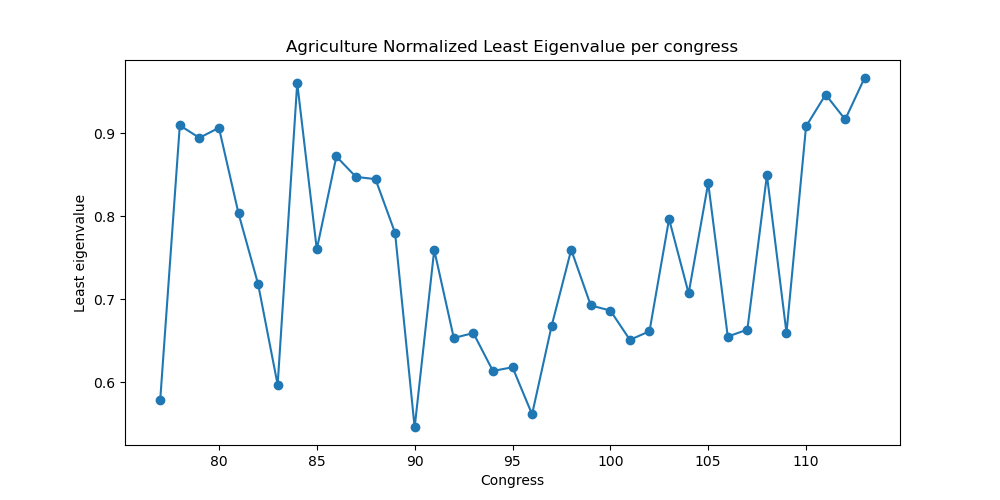 Agriculture Normalized Least Eigenvalue per congress
Least eigenvalue
0.9
0.8
0.7
0.6
80 85 90 95 100 105 110
Congress